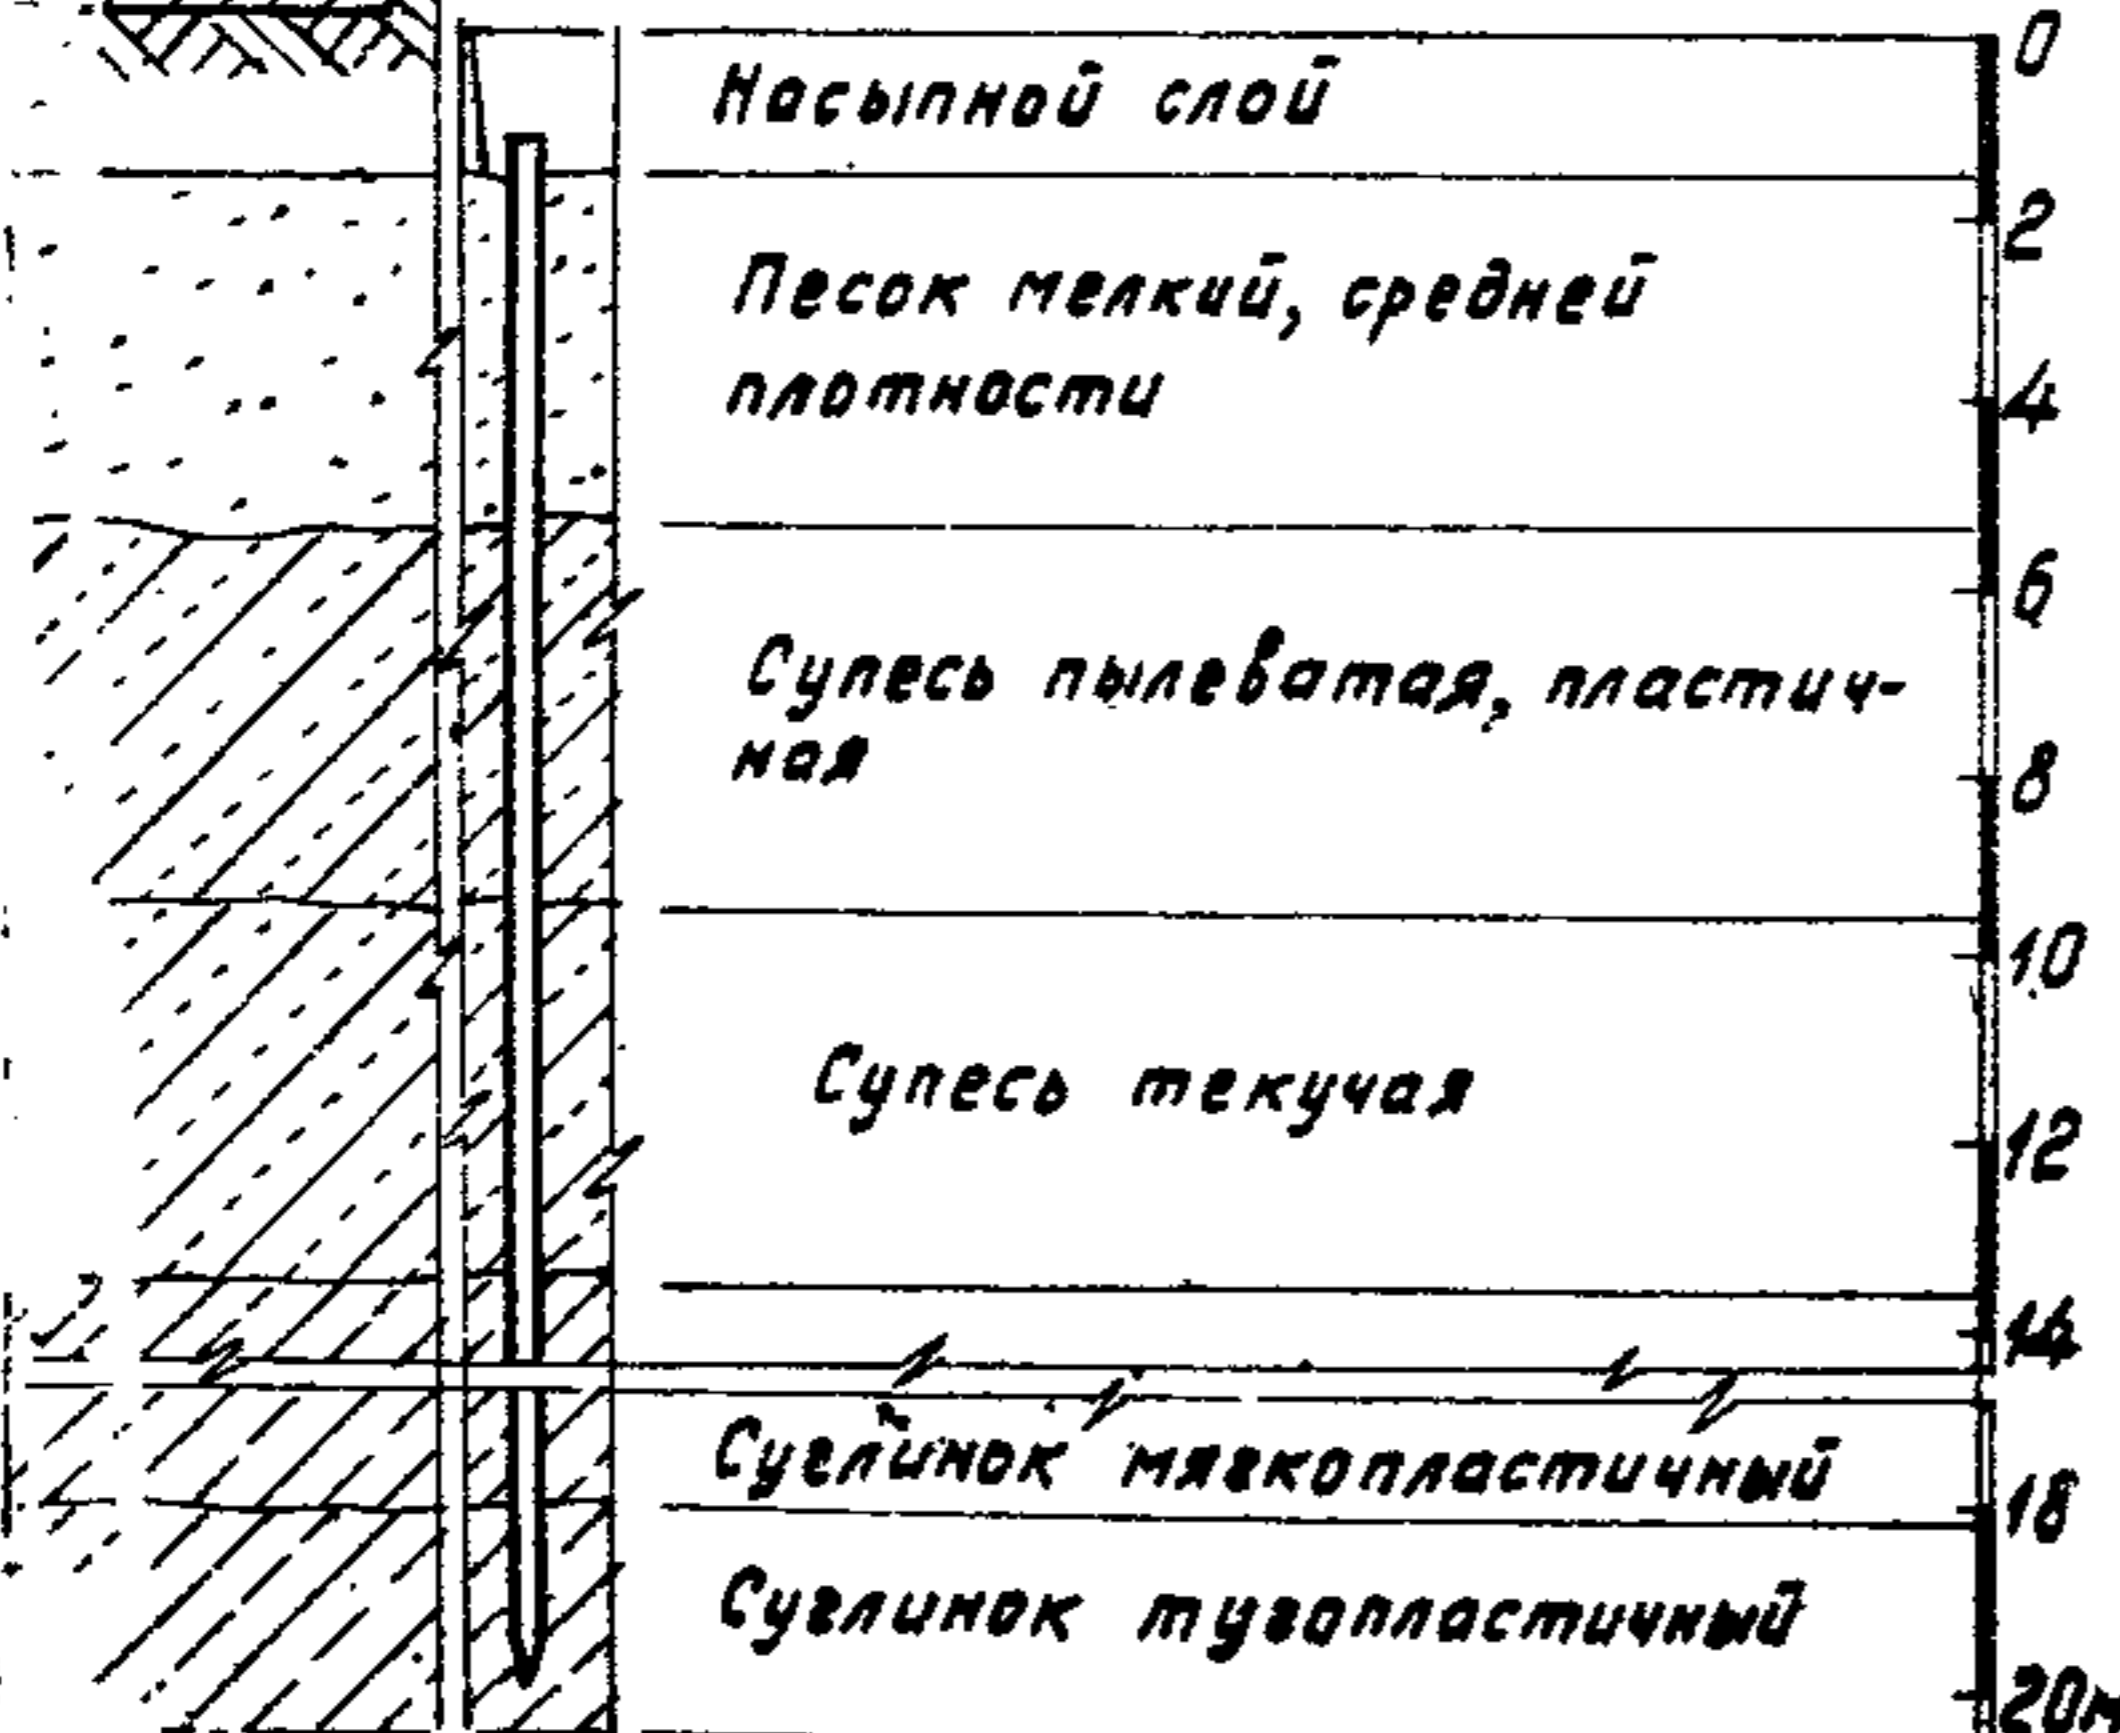 0
Насыпной слой
2
Песок мелкий, средней
плотности
4
6
Супесь пылеватая, пластич-
ная
8
10
Супесь текучая
12
14
Суглинок мягкопластичный
18
Суглинок тугопластичный
20м